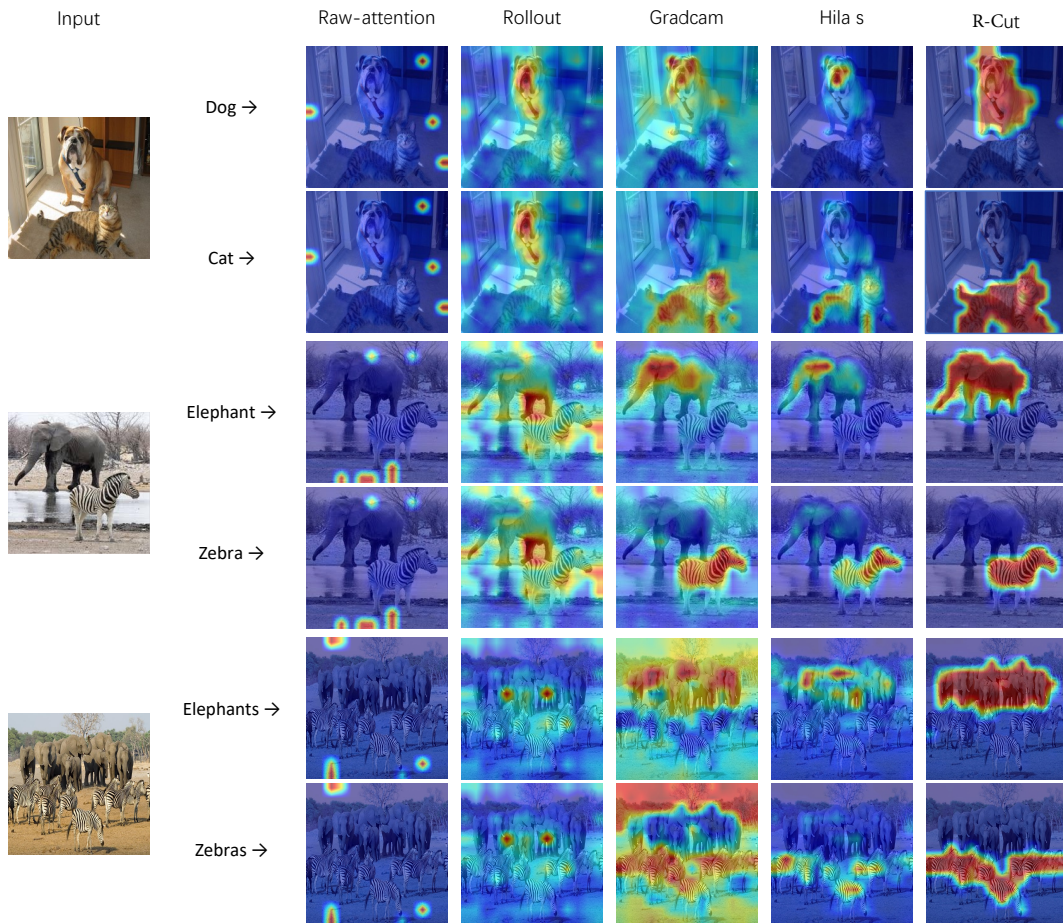 Input Raw-attention Rollout Gradcam Hila s R-Cut
Dog →
Cat →
Elephant →
Zebra →
Elephants →
Zebras →